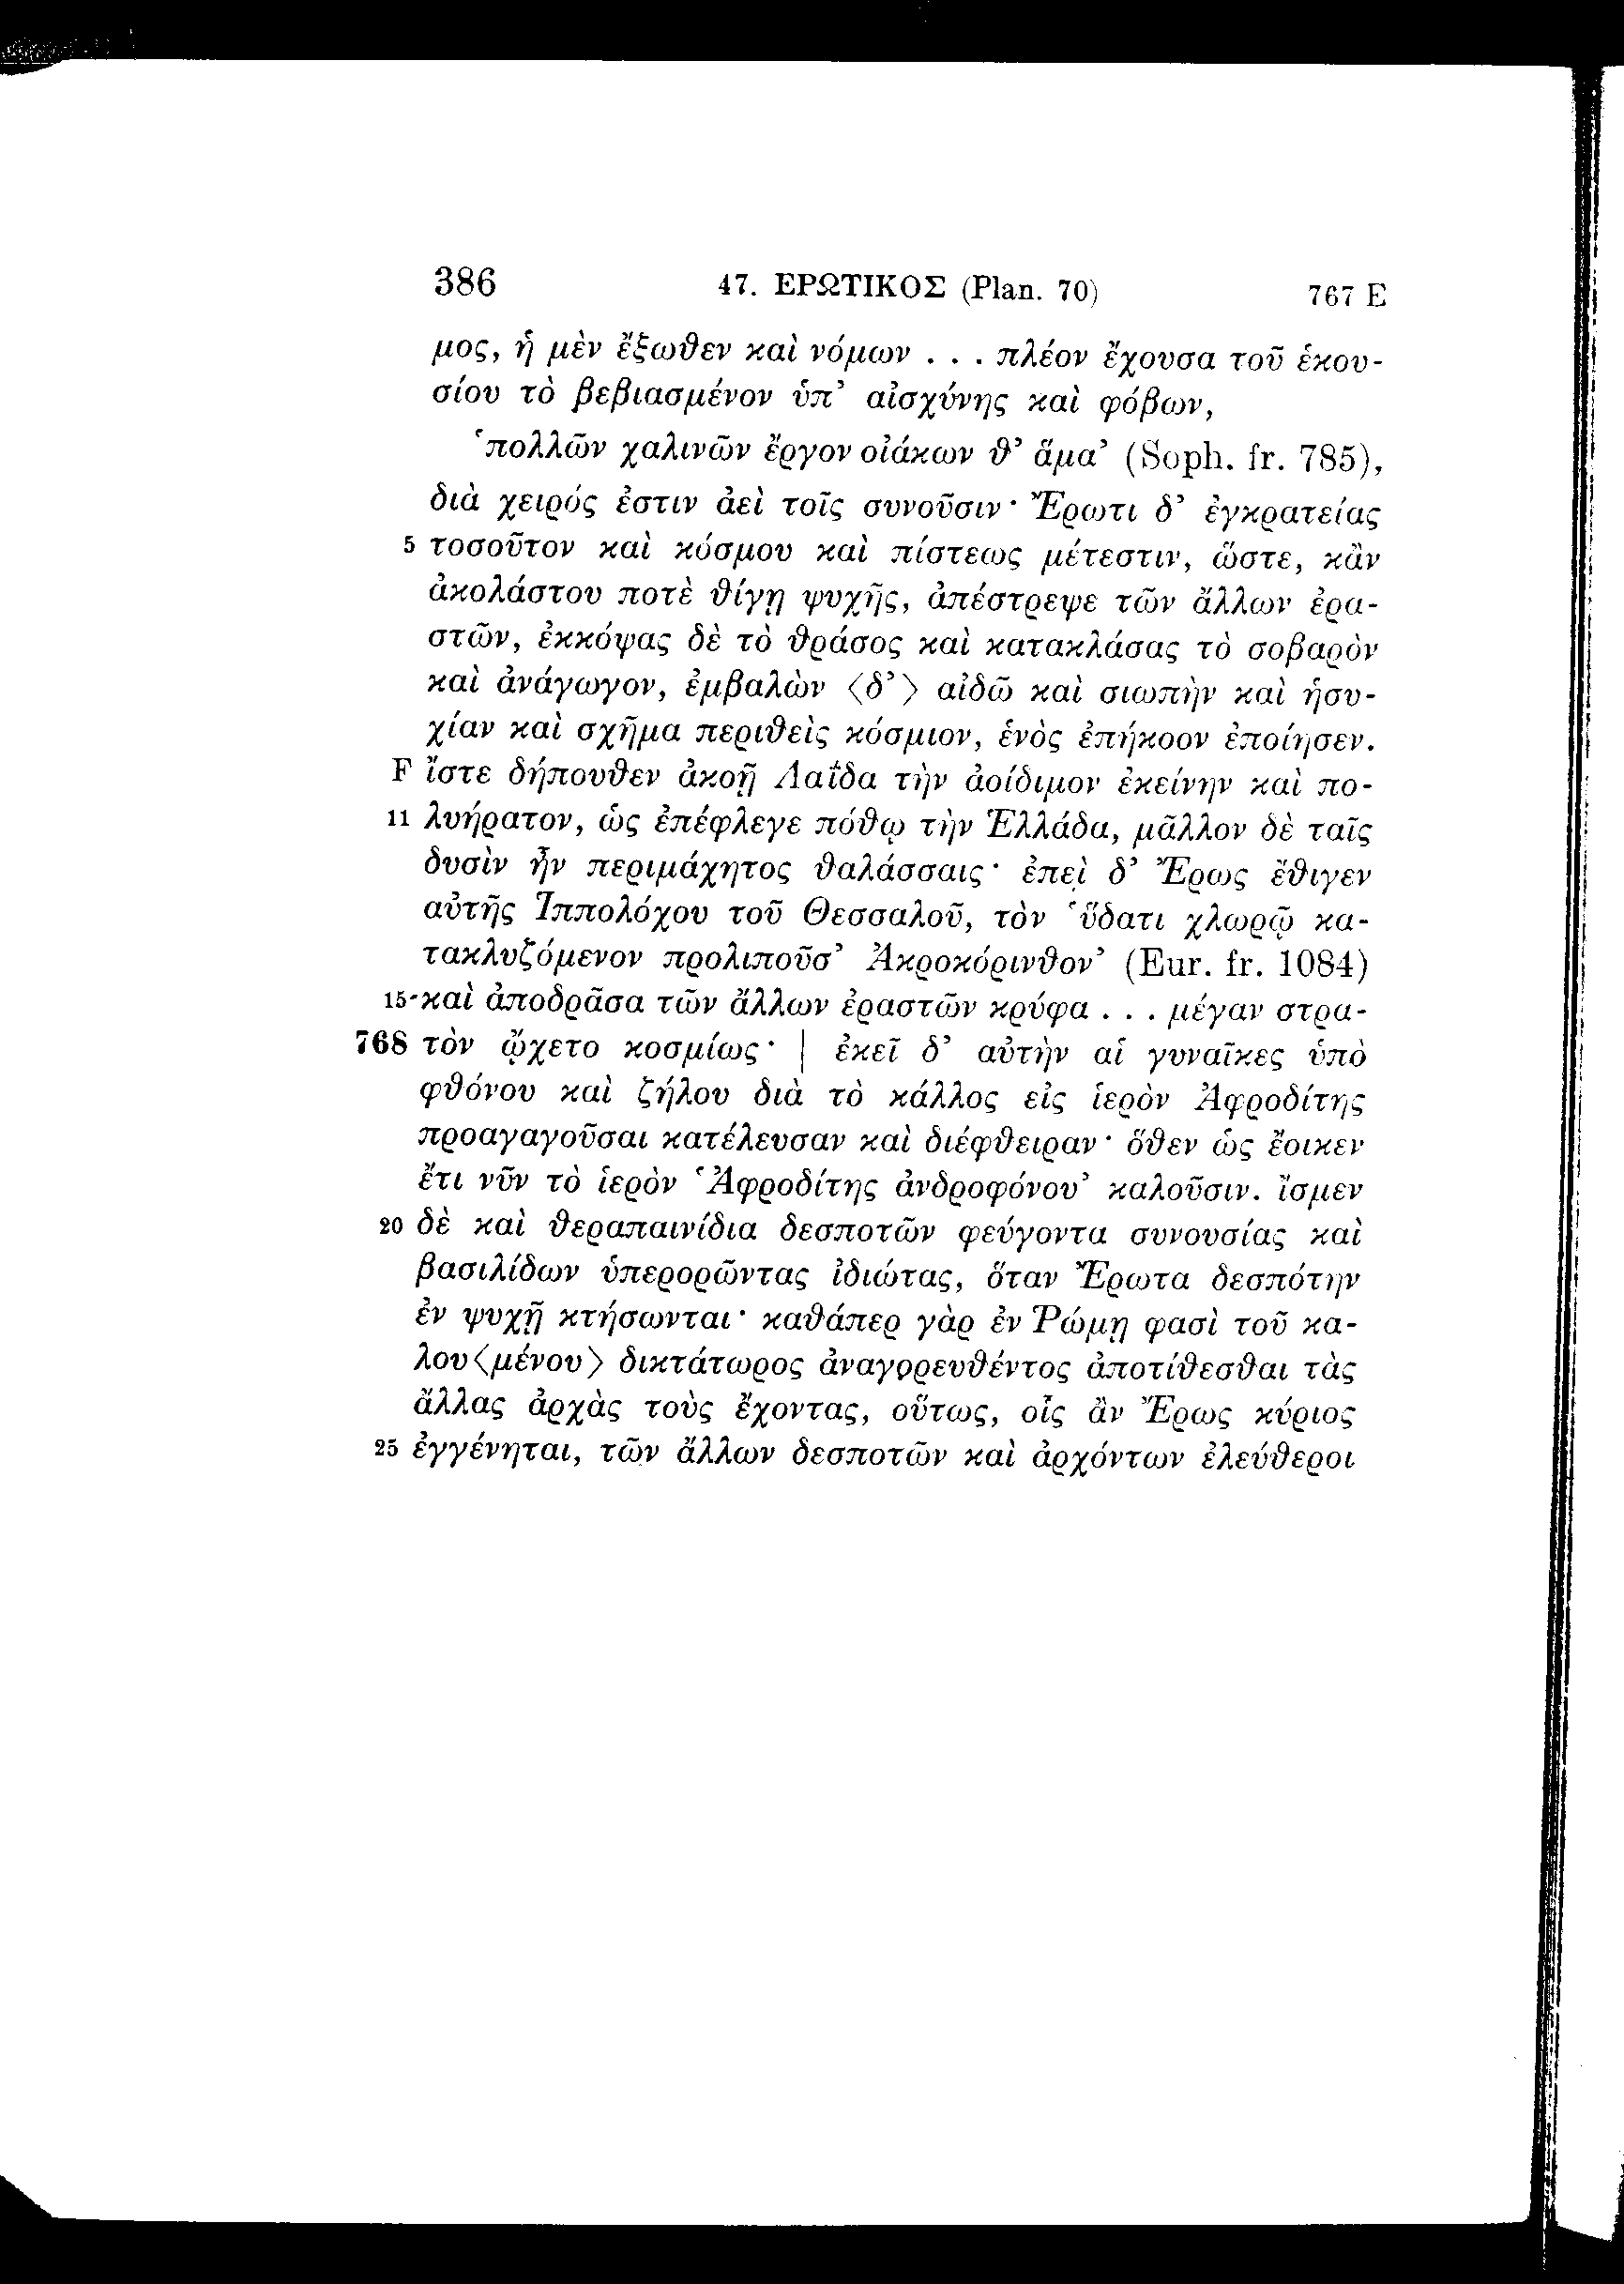 386 47. ΕΡΩΤΙΚΟΣ (Plan. 70) 767 E
μος, ἡ μὲν ἔξωθεν καὶ νόμων . . . πλέον ἔχουσα τοῦ ἑκου-
σίου τὸ βεβιασμένον ὑπ’ αἰσχύνης καὶ φόβων,
‘πολλῶν χαλινῶν ἔργον οἰάκων θ’ ἅμα’ (Soph. fr. 785),
διὰ χειρός ἐστιν ἀεὶ τοῖς συνοῦσιν· Ἔρωτι δ’ ἐγκρατείας
5 τοσοῦτον καὶ κόσμου καὶ πίστεως μέτεστιν, ὥστε, κἂν
ἀκολάστου ποτὲ θίγῃ ψυχῆς, ἀπέστρεψε τῶν ἄλλων ἐρα-
στῶν, ἐκκόψας δὲ τὸ θράσος καὶ κατακλάσας τὸ σοβαρὸν
καὶ ἀνάγωγον, ἐμβαλὼν ⟨δ’⟩ αἰδῶ καὶ σιωπὴν καὶ ἡσυ-
χίαν καὶ σχῆμα περιθεὶς κόσμιον, ἑνὸς ἐπήκοον ἐποίησεν.
F ἴστε δήπουθεν ἀκοῇ Λαΐδα τὴν ἀοίδιμον ἐκείνην καὶ πο-
11 λυήρατον, ὡς ἐπέφλεγε πόθῳ τὴν Ἑλλάδα, μᾶλλον δὲ ταῖς
δυσὶν ἦν περιμάχητος θαλάσσαις· ἐπεὶ δ’ Ἔρως ἔθιγεν
αὐτῆς Ἱππολόχου τοῦ Θεσσαλοῦ, τὸν ‘ὕδατι χλωρῷ κα-
τακλυζόμενον προλιποῦσ’ Ἀκροκόρινθον’ (Eur. fr. 1084)
15 καὶ ἀποδρᾶσα τῶν ἄλλων ἐραστῶν κρύφα . . . μέγαν στρα-
768 τὸν ᾤχετο κοσμίως· | ἐκεῖ δ’ αὐτὴν αἱ γυναῖκες ὑπὸ
φθόνου καὶ ζήλου διὰ τὸ κάλλος εἰς ἱερὸν Ἀφροδίτης
προαγαγοῦσαι κατέλευσαν καὶ διέφθειραν· ὅθεν ὡς ἔοικεν
ἔτι νῦν τὸ ἱερὸν ‘Ἀφροδίτης ἀνδροφόνου’ καλοῦσιν. ἴσμεν
20 δὲ καὶ θεραπαινίδια δεσποτῶν φεύγοντα συνουσίας καὶ
βασιλίδων ὑπερορῶντας ἰδιώτας, ὅταν Ἔρωτα δεσπότην
ἐν ψυχῇ κτήσωνται· καθάπερ γὰρ ἐν Ῥώμῃ φασὶ τοῦ κα-
λου⟨μένου⟩ δικτάτωρος ἀναγορευθέντος ἀποτίθεσθαι τὰς
ἄλλας ἀρχὰς τοὺς ἔχοντας, οὕτως, οἷς ἂν Ἔρως κύριος
25 ἐγγένηται, τῶν ἄλλων δεσποτῶν καὶ ἀρχόντων ἐλεύθεροι